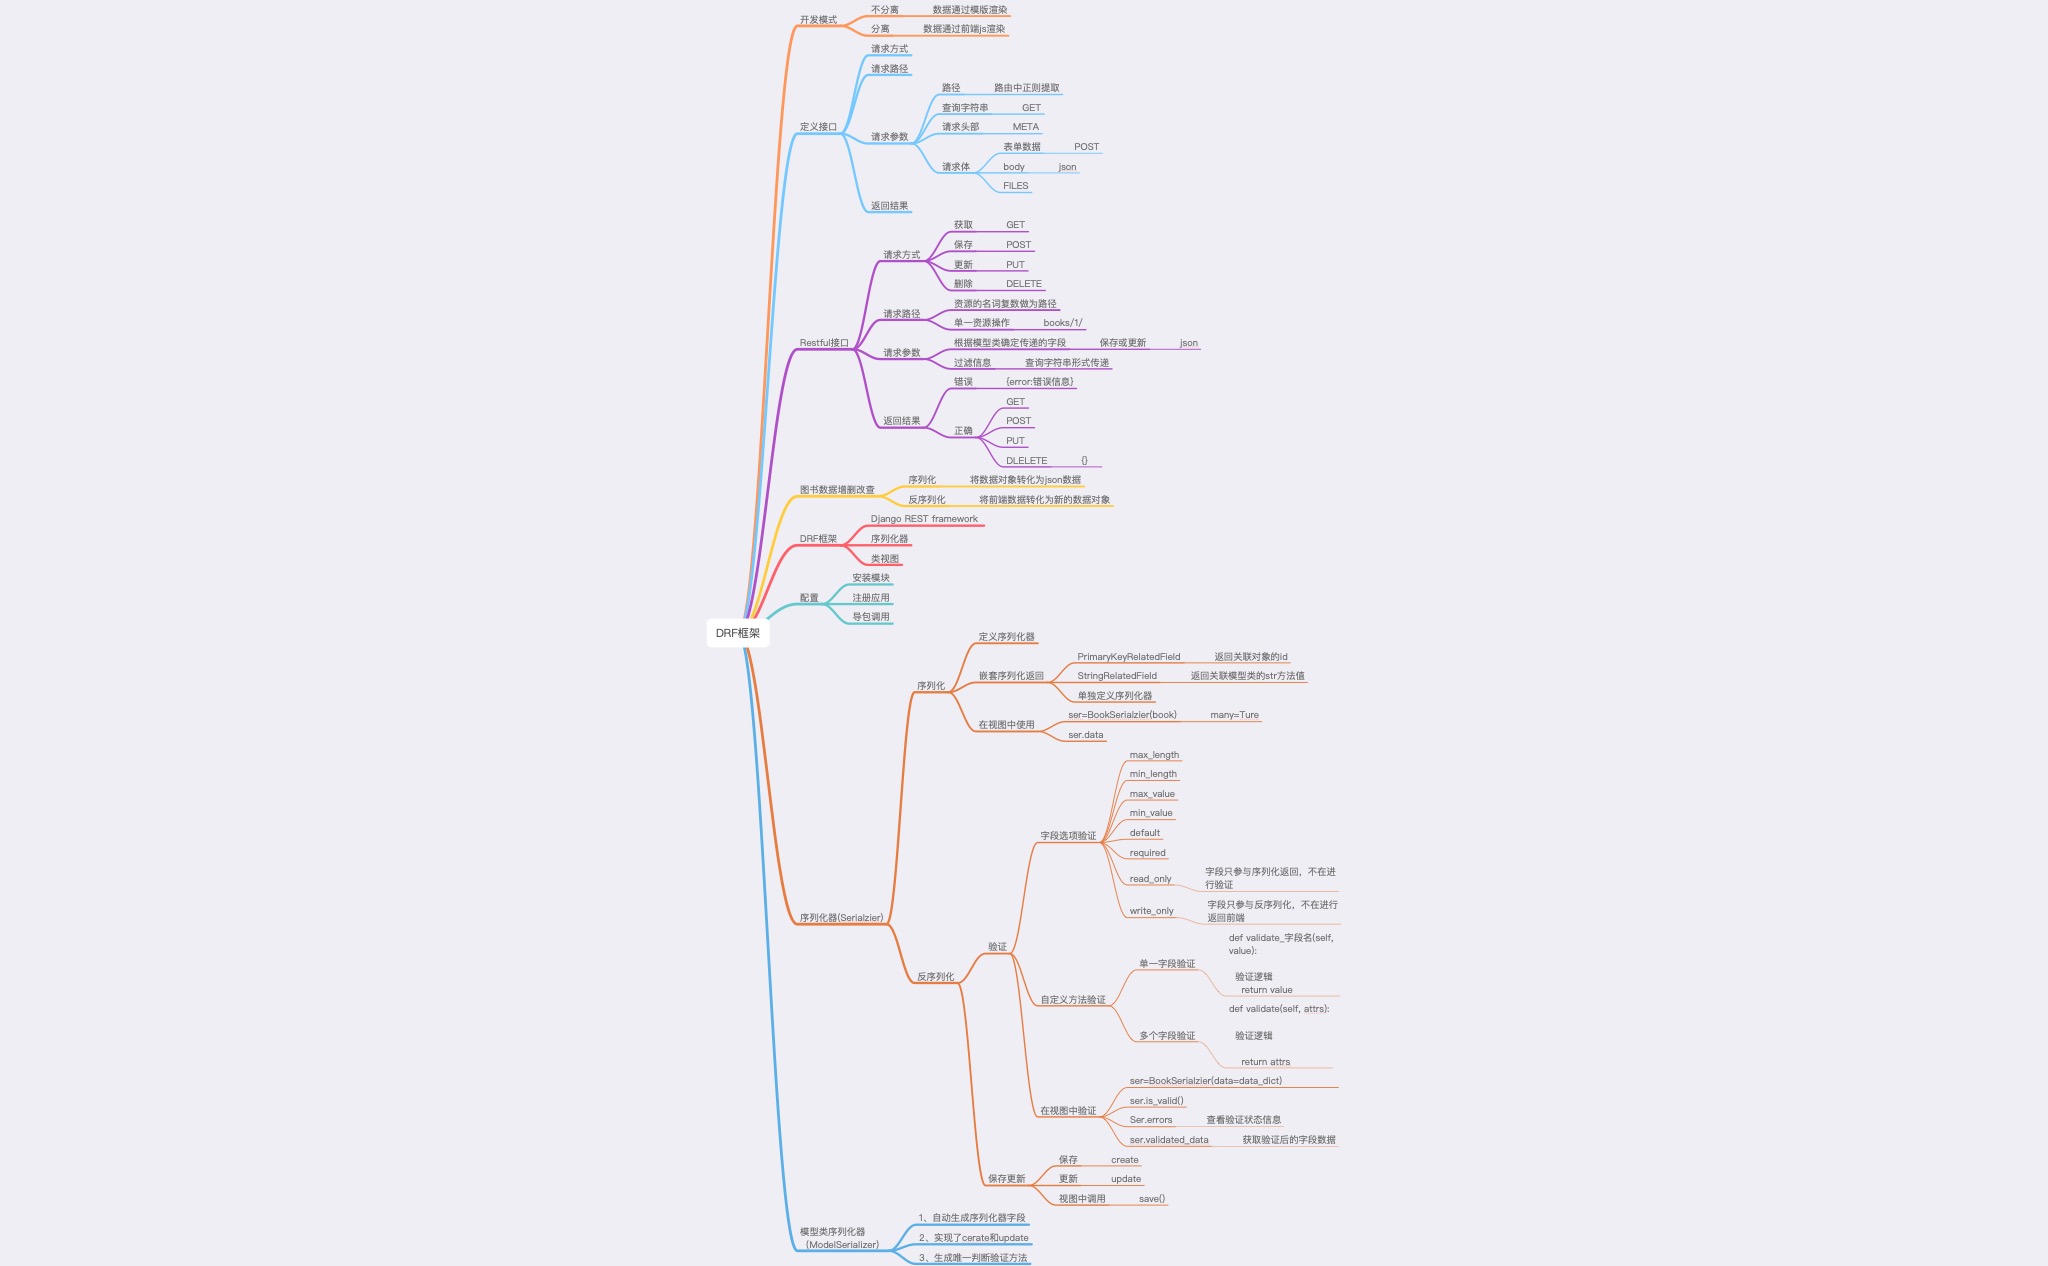 开发模式
不分离
数据通过模版渲染
分离
数据通过前端js渲染
定义接口
请求方式
请求路径
请求参数
路径
路由中正则提取
查询字符串
GET
请求头部
META
请求体
表单数据
POST
body
json
FILES
返回结果
Restful接口
请求方式
获取
GET
保存
POST
更新
PUT
删除
DELETE
请求路径
资源的名词复数做为路径
单一资源操作
books/1/
请求参数
根据模型类确定传递的字段
保存或更新
json
过滤信息
查询字符串形式传递
返回结果
错误
{error:错误信息}
正确
GET
POST
PUT
DLELETE
{}
图书数据增删改查
序列化
将数据对象转化为json数据
反序列化
将前端数据转化为新的数据对象
DRF框架
Django REST framework
序列化器
类视图
配置
安装模块
注册应用
导包调用
DRF框架
序列化器(Serialzier)
序列化
定义序列化器
嵌套序列化返回
PrimaryKeyRelatedField
返回关联对象的id
StringRelatedField
返回关联模型类的str方法值
单独定义序列化器
在视图中使用
ser=BookSerialzier(book)
many=Ture
ser.data
反序列化
验证
字段选项验证
max_length
min_length
max_value
min_value
default
required
read_only
字段只参与序列化返回，不在进
行验证
write_only
字段只参与反序列化，不在进行
返回前端
自定义方法验证
单一字段验证
def validate_字段名(self,
value):
验证逻辑
return value
多个字段验证
def validate(self, attrs):
验证逻辑
return attrs
在视图中验证
ser=BookSerialzier(data=data_dict)
ser.is_valid()
Ser.errors
查看验证状态信息
ser.validated_data
获取验证后的字段数据
保存更新
保存
create
更新
update
视图中调用
save()
模型类序列化器
（ModelSerializer）
1、自动生成序列化器字段
2、实现了cerate和update
3、生成唯一判断验证方法